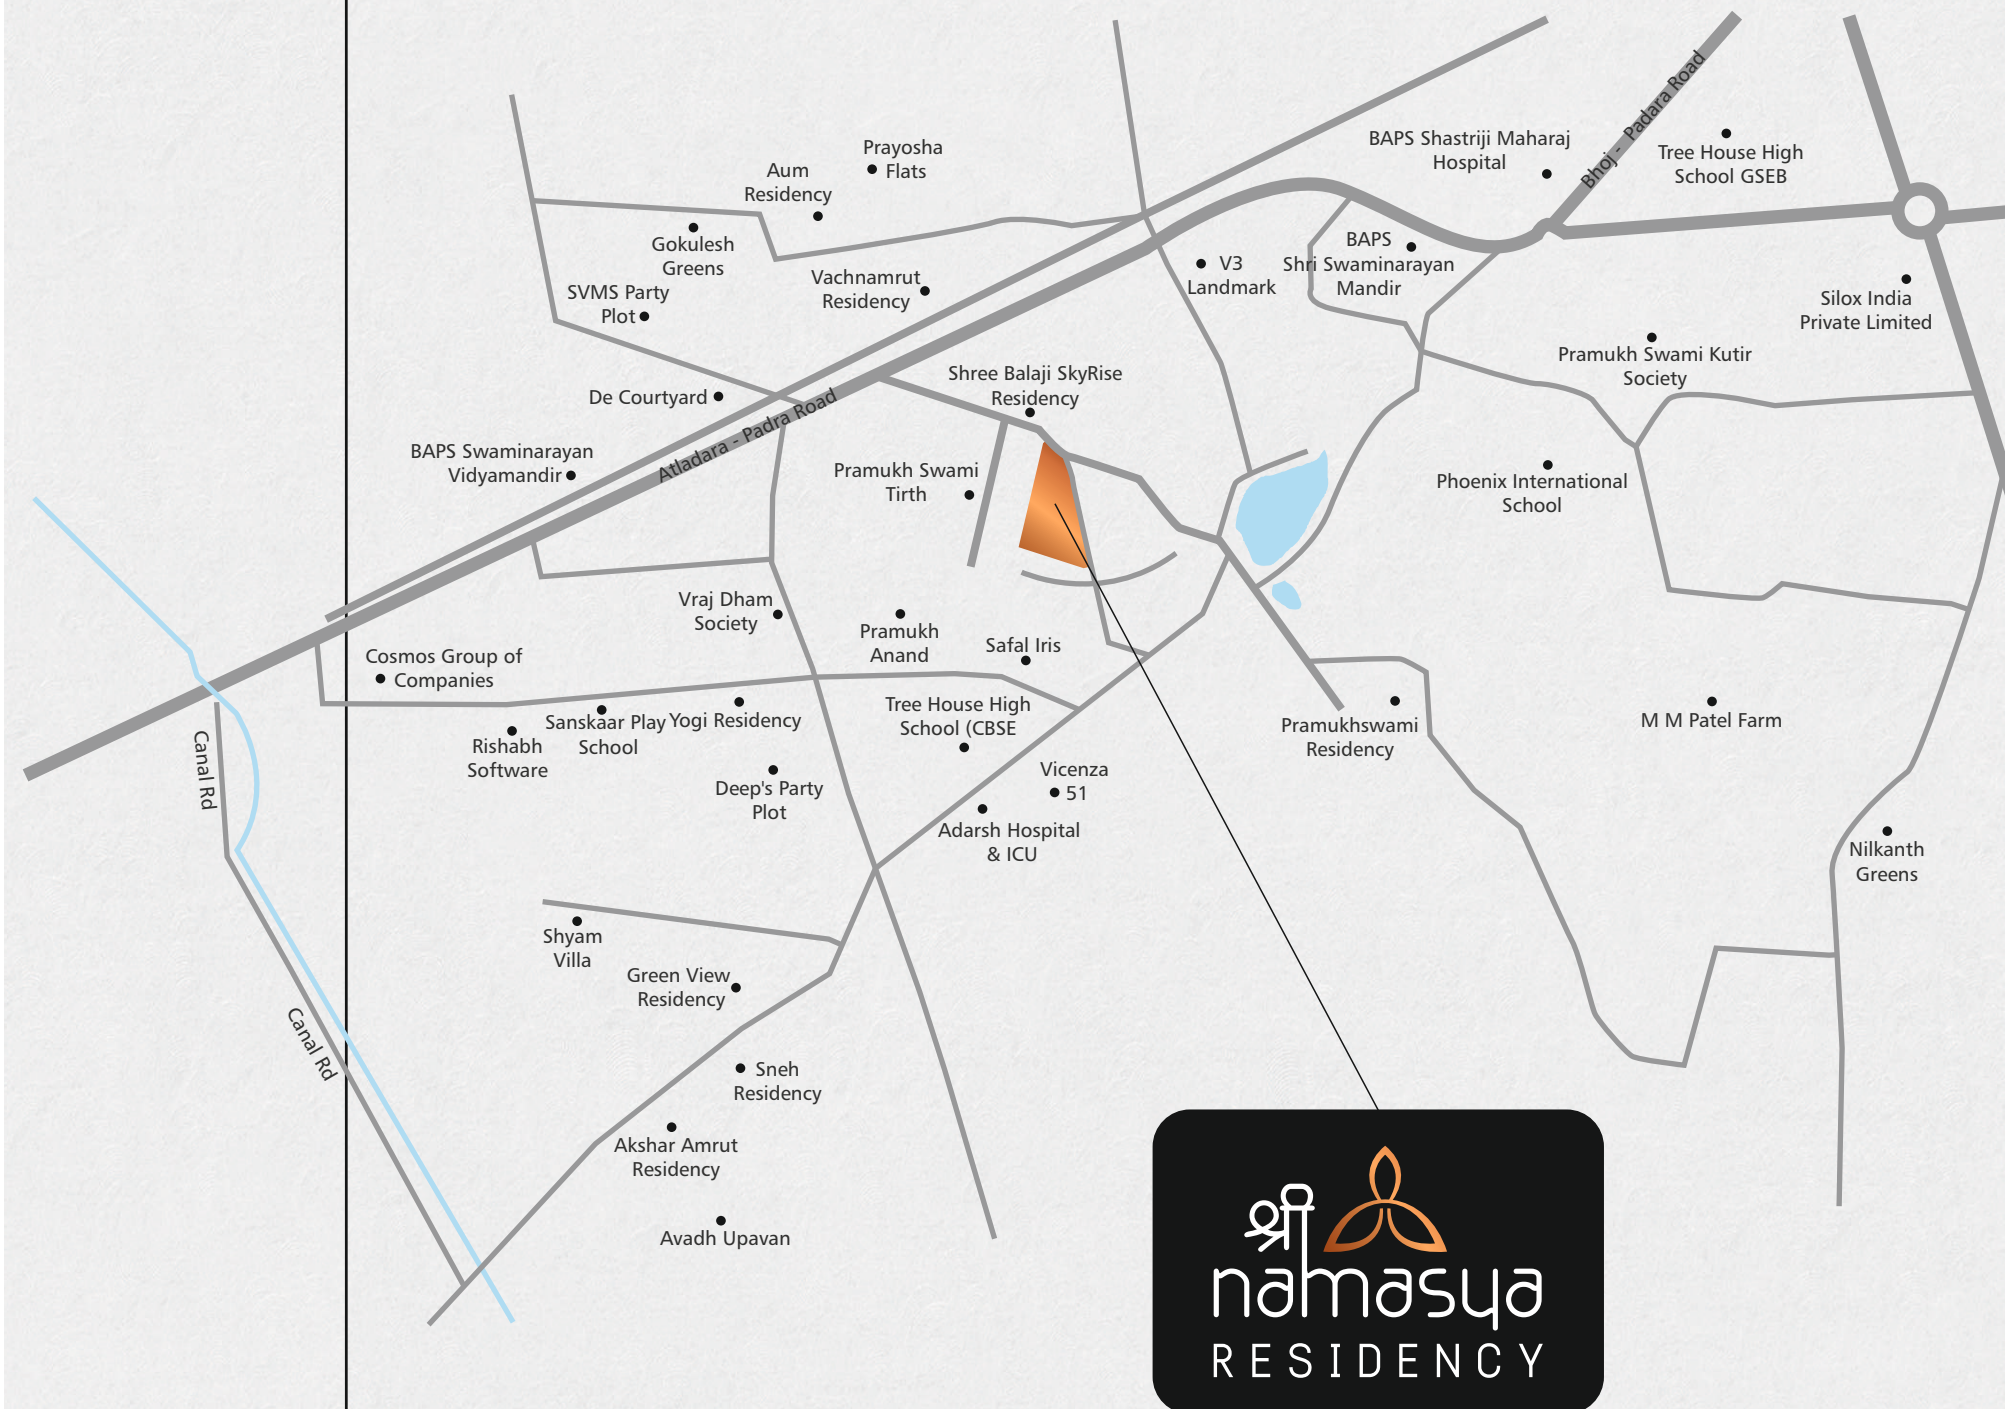 Prayosha
Flats
Aum
Residency
Gokulesh
Greens
SVMS Party
Plot
Vachnamrut
Residency
De Courtyard
BAPS Swaminarayan
Vidyamandir
Atladara - Padra Road
BAPS Shastriji Maharaj
Hospital
Bhoj - Padara Road
Tree House High
School GSEB
V3
Landmark
BAPS
Shri Swaminarayan
Mandir
Silox India
Private Limited
Pramukh Swami Kutir
Society
Shree Balaji SkyRise
Residency
Pramukh Swami
Tirth
Phoenix International
School
Vraj Dham
Society
Pramukh
Anand
Safal Iris
Cosmos Group of
Companies
Canal Rd
Rishabh
Software
Sanskaar Play
School
Yogi Residency
Tree House High
School (CBSE
Pramukhswami
Residency
M M Patel Farm
Deep's Party
Plot
Vicenza
51
Adarsh Hospital
& ICU
Nilkanth
Greens
Shyam
Villa
Green View
Residency
Canal Rd
Sneh
Residency
Akshar Amrut
Residency
Avadh Upavan
श्री
namasya
RESIDENCY